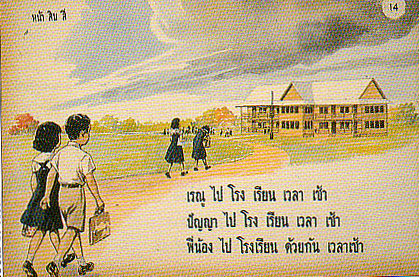 หน้า สิบ สี่
14
เรณู ไป โรง เรียน เวลา เช้า
ปัญญา ไป โรง เรียน เวลา เช้า
พี่น้อง ไป โรงเรียน ด้วยกัน เวลาเช้า